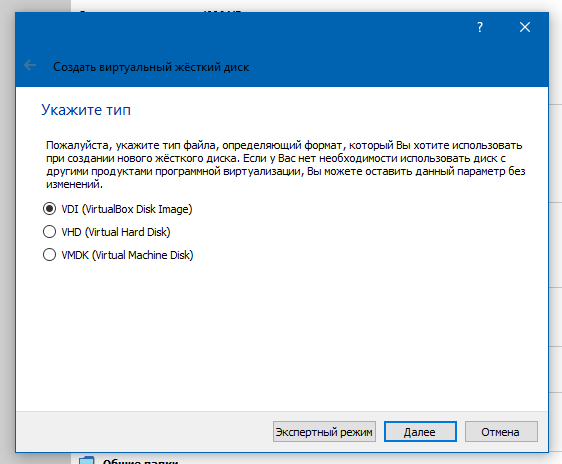 ?
Создать виртуальный жёсткий диск
Укажите тип
Пожалуйста, укажите тип файла, определяющий формат, который Вы хотите использовать
при создании нового жёсткого диска. Если у Вас нет необходимости использовать диск с
другими продуктами программной виртуализации, Вы можете оставить данный параметр без
изменений.
VDI (VirtualBox Disk Image)
VHD (Virtual Hard Disk)
VMDK (Virtual Machine Disk)
Экспертный режим
Далее
Отмена
Общие папки